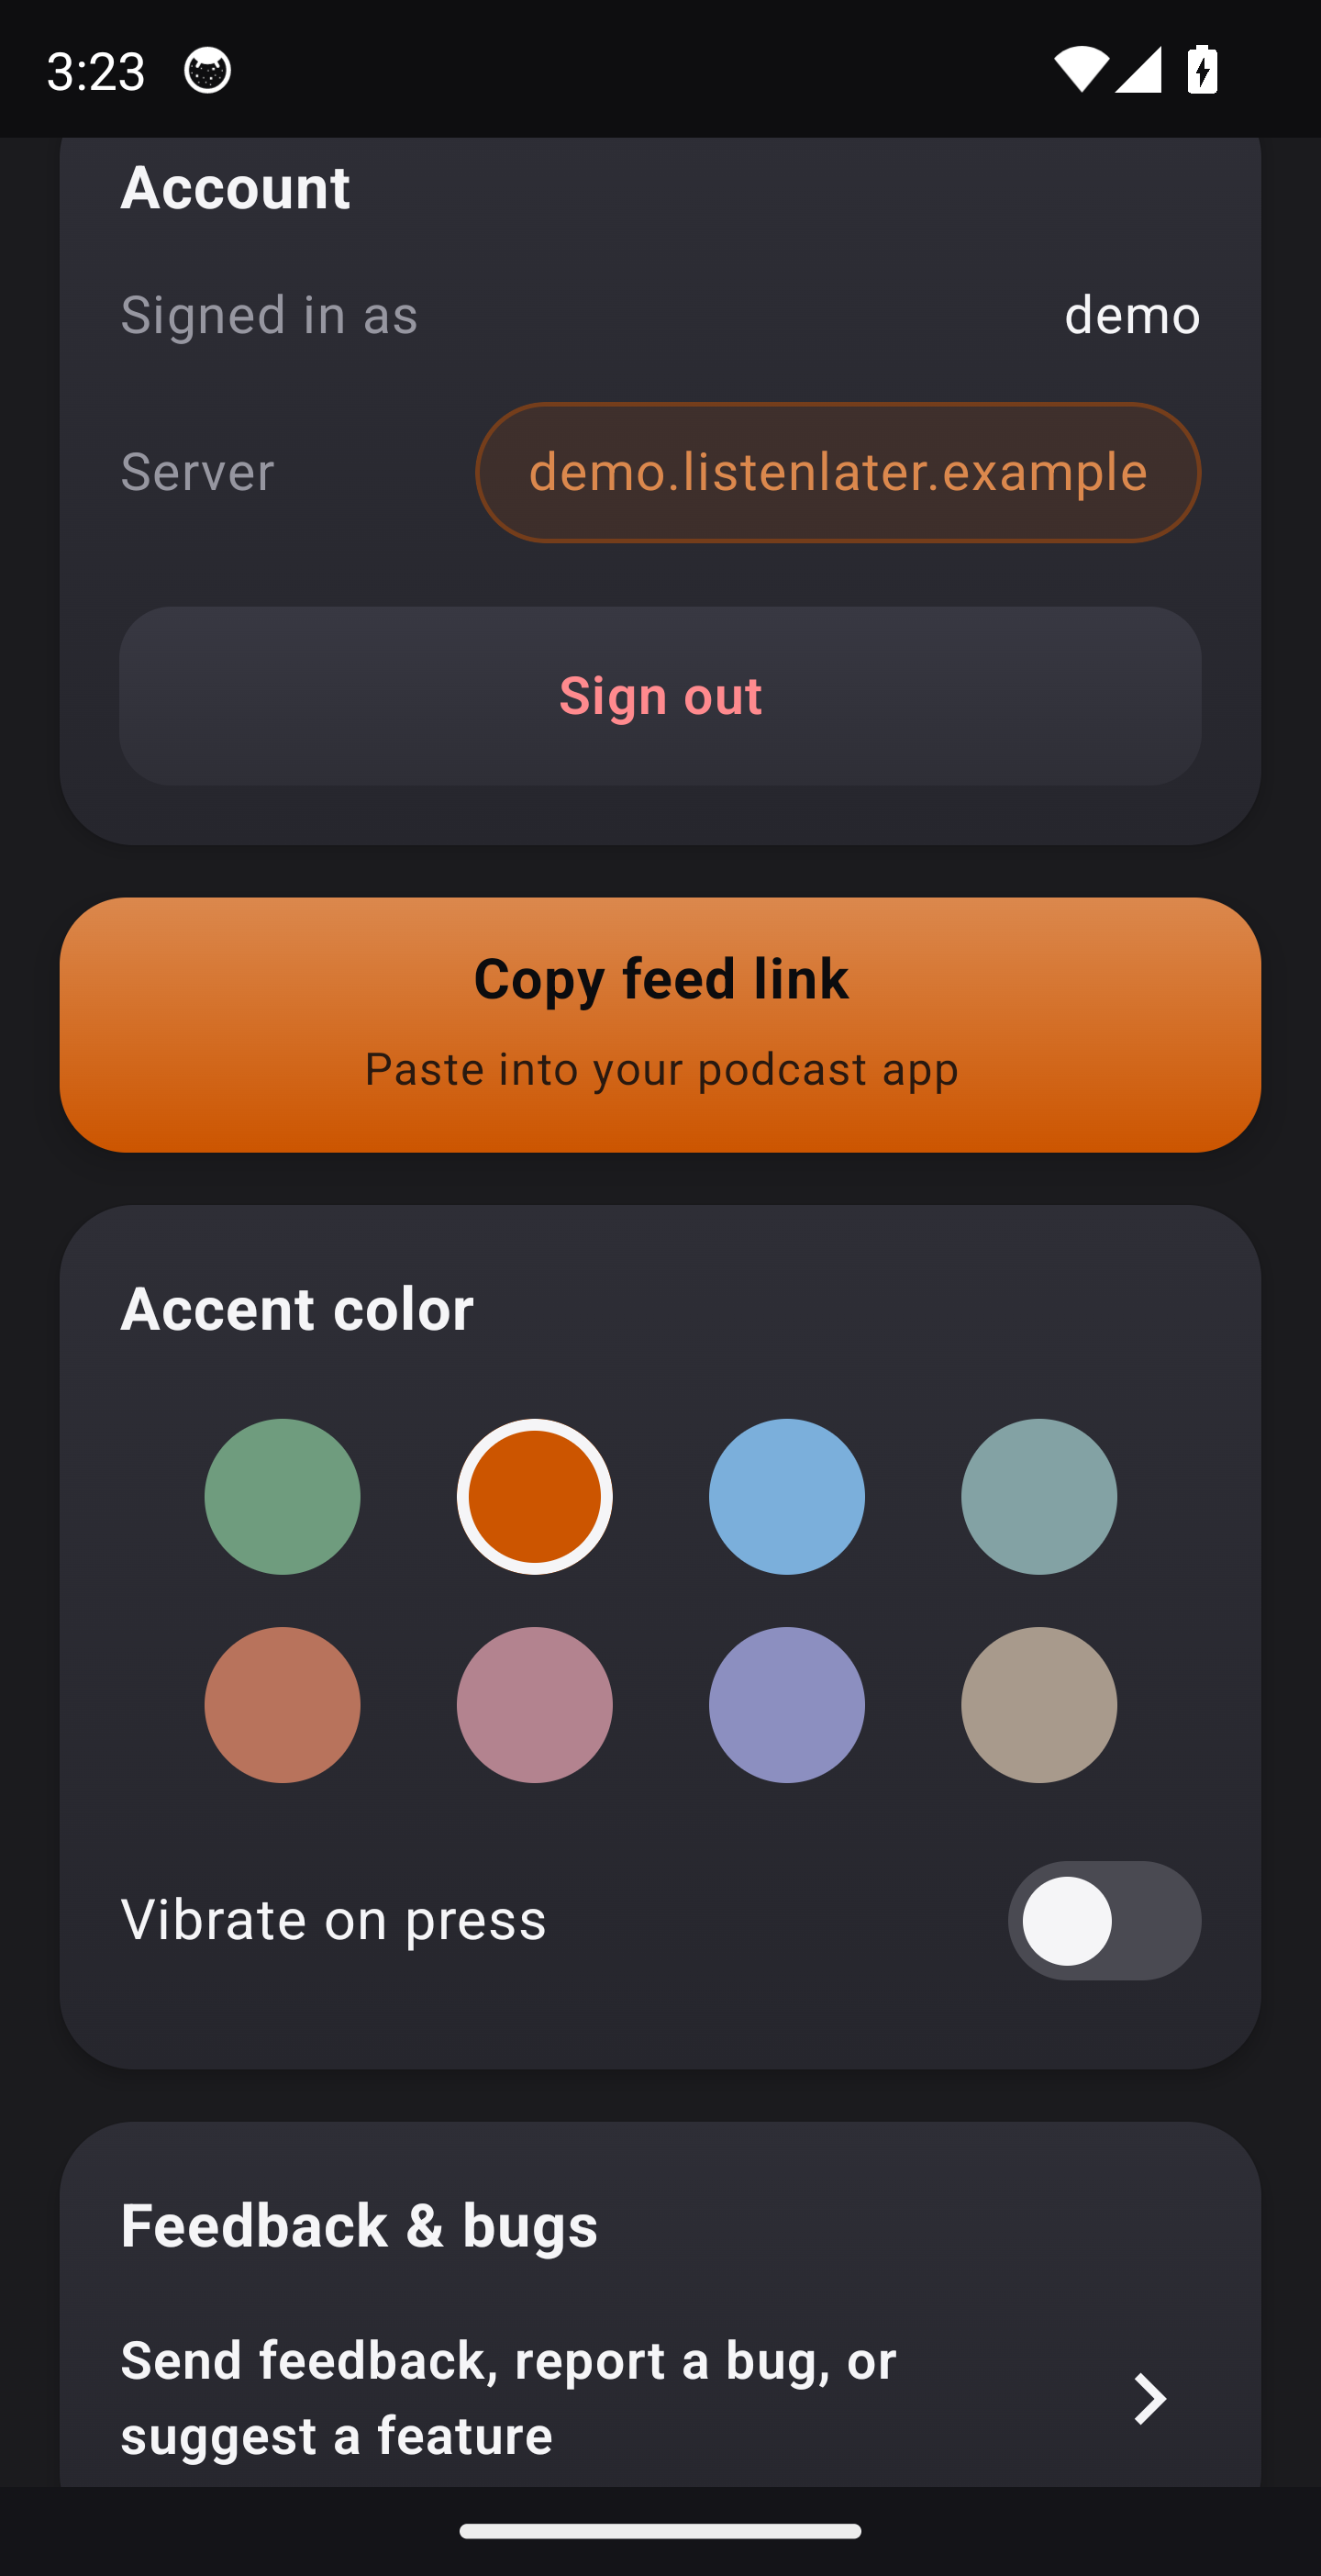 3:23
Account
Signed in as
demo
Server
demo.listenlater.example
Sign out
Copy feed link
Paste into your podcast app
Accent color
Vibrate on press
Feedback & bugs
Send feedback, report a bug, or
suggest a feature